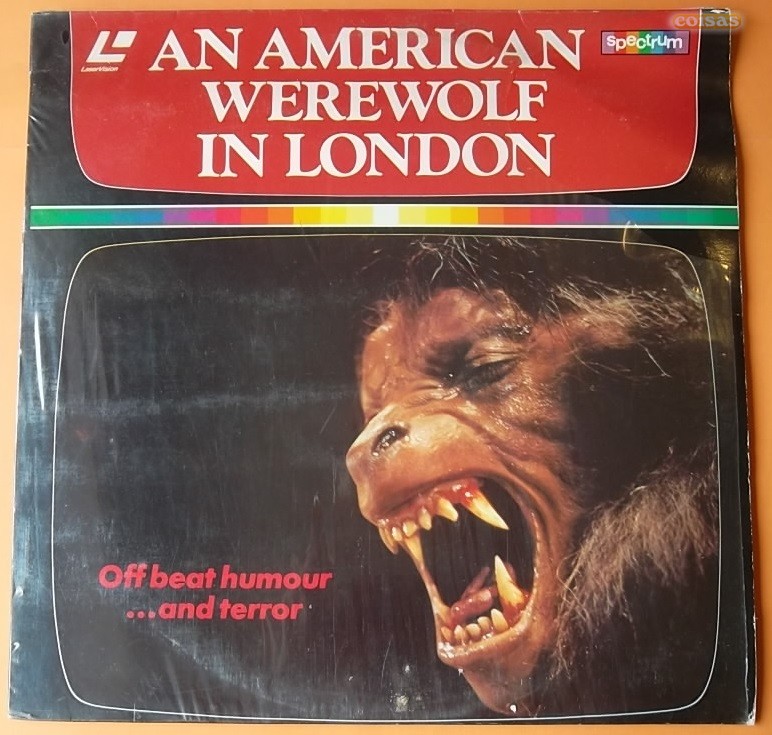 coisas
AN AMERICAN
WEREWOLF
IN LONDON
LaserVision
spectrum
Off beat humour
...and terror